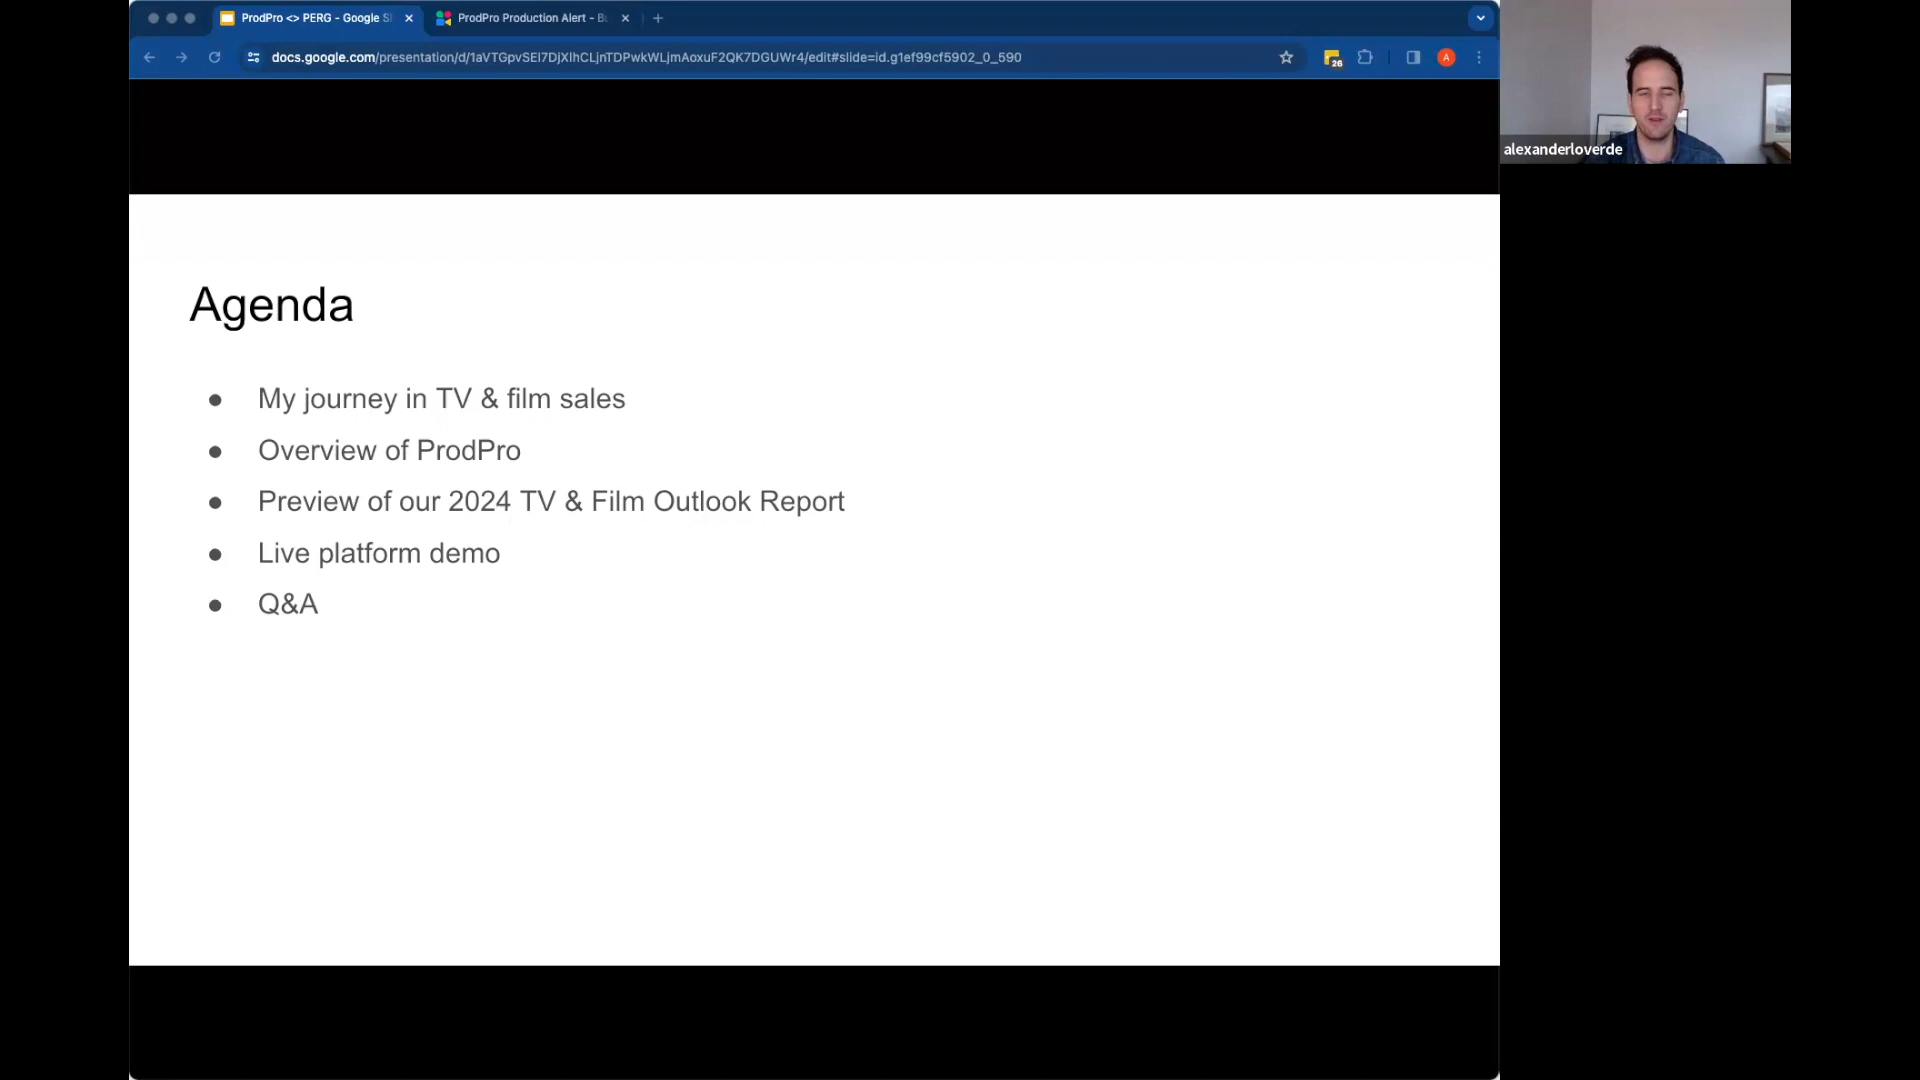 ProdPro <> PERG - Google Sl
ProdPro Production Alert - Bu
docs.google.com/presentation/d/1aVTGpvSEI7DjXlhCLjnTDPwkWLjmAoxuF2QK7DGUWr4/edit#slide=id.g1ef99cf5902_0_590
26
A
alexanderloverde
Agenda
● My journey in TV & film sales
● Overview of ProdPro
● Preview of our 2024 TV & Film Outlook Report
● Live platform demo
● Q&A